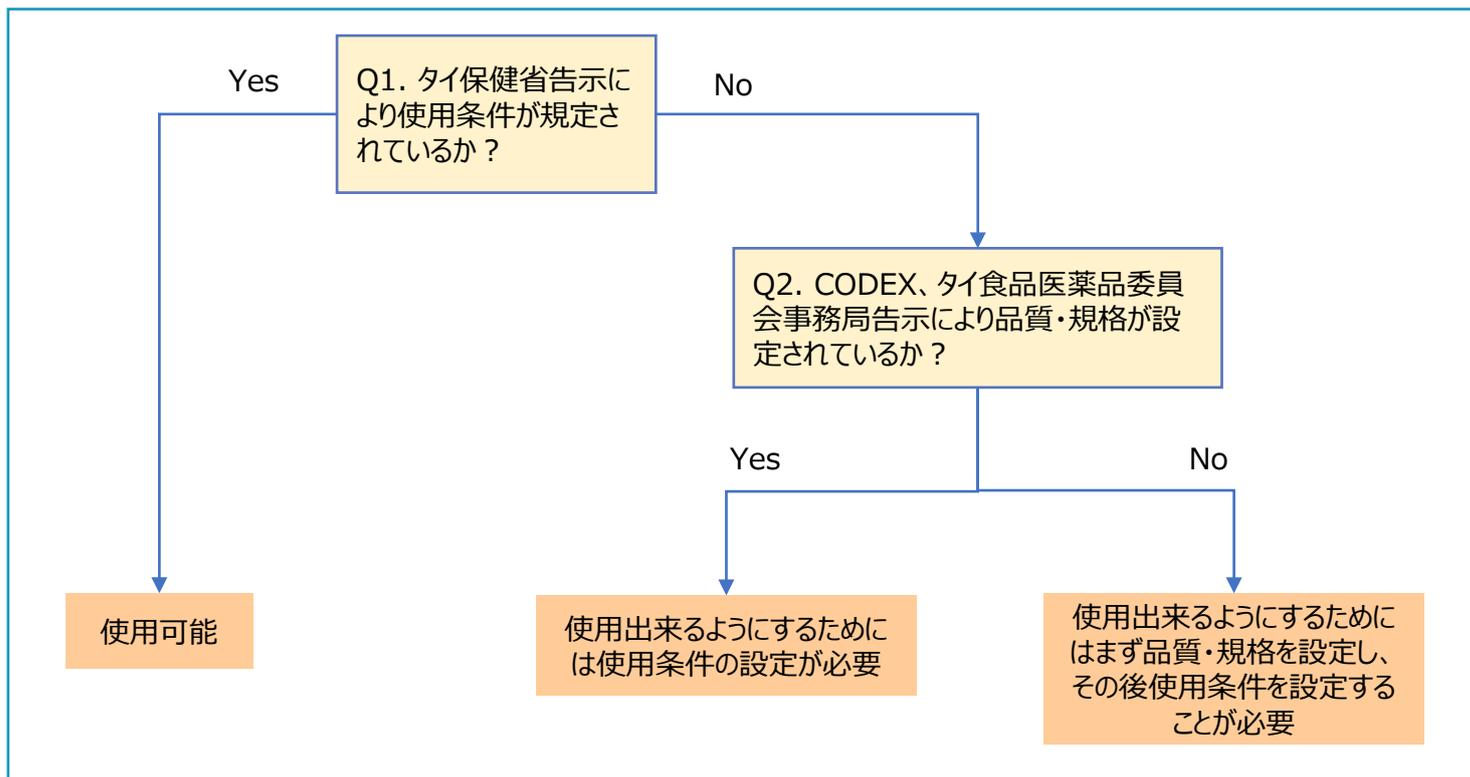 Yes
Q1. タイ保健省告示に
より使用条件が規定さ
れているか？
No
Q2. CODEX、タイ食品医薬品委員
会事務局告示により品質・規格が設
定されているか？
Yes
No
使用可能
使用出来るようにするために
は使用条件の設定が必要
使用出来るようにするために
はまず品質・規格を設定し、
その後使用条件を設定する
ことが必要